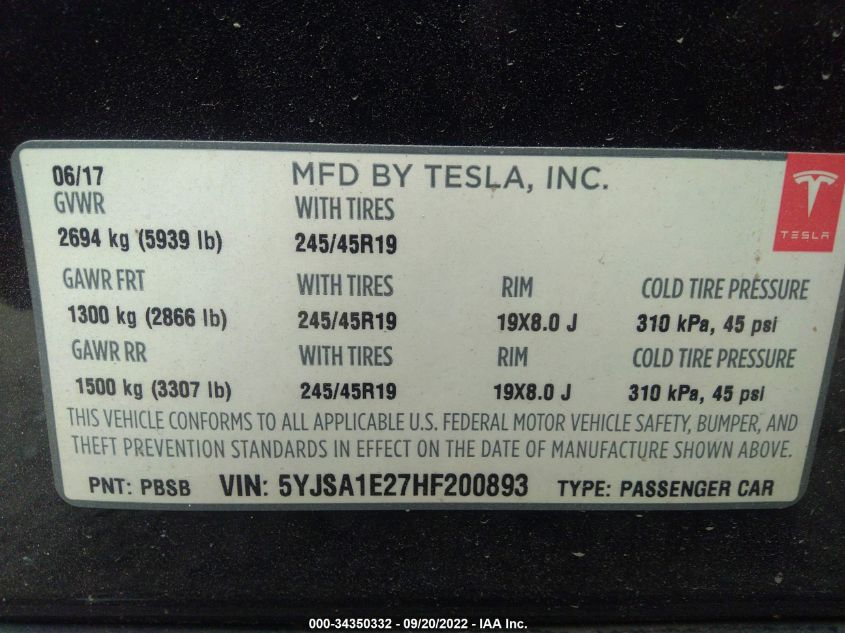 06/17 MFD BY TESLA, INC.
GVWR WITH TIRES
2694 kg (5939 lb) 245/45R19
TESLA
GAWR FRT WITH TIRES RIM COLD TIRE PRESSURE
1300 kg (2866 lb) 245/45R19 19X8.0 J 310 kPa, 45 psi
GAWR RR WITH TIRES RIM COLD TIRE PRESSURE
1500 kg (3307 lb) 245/45R19 19X8.0 J 310 kPa, 45 psi
THIS VEHICLE CONFORMS TO ALL APPLICABLE U.S. FEDERAL MOTOR VEHICLE SAFETY, BUMPER, AND
THEFT PREVENTION STANDARDS IN EFFECT ON THE DATE OF MANUFACTURE SHOWN ABOVE.
PNT: PBSB VIN: 5YJSA1E27HF200893 TYPE: PASSENGER CAR
000-34350332 - 09/20/2022 - IAA Inc.